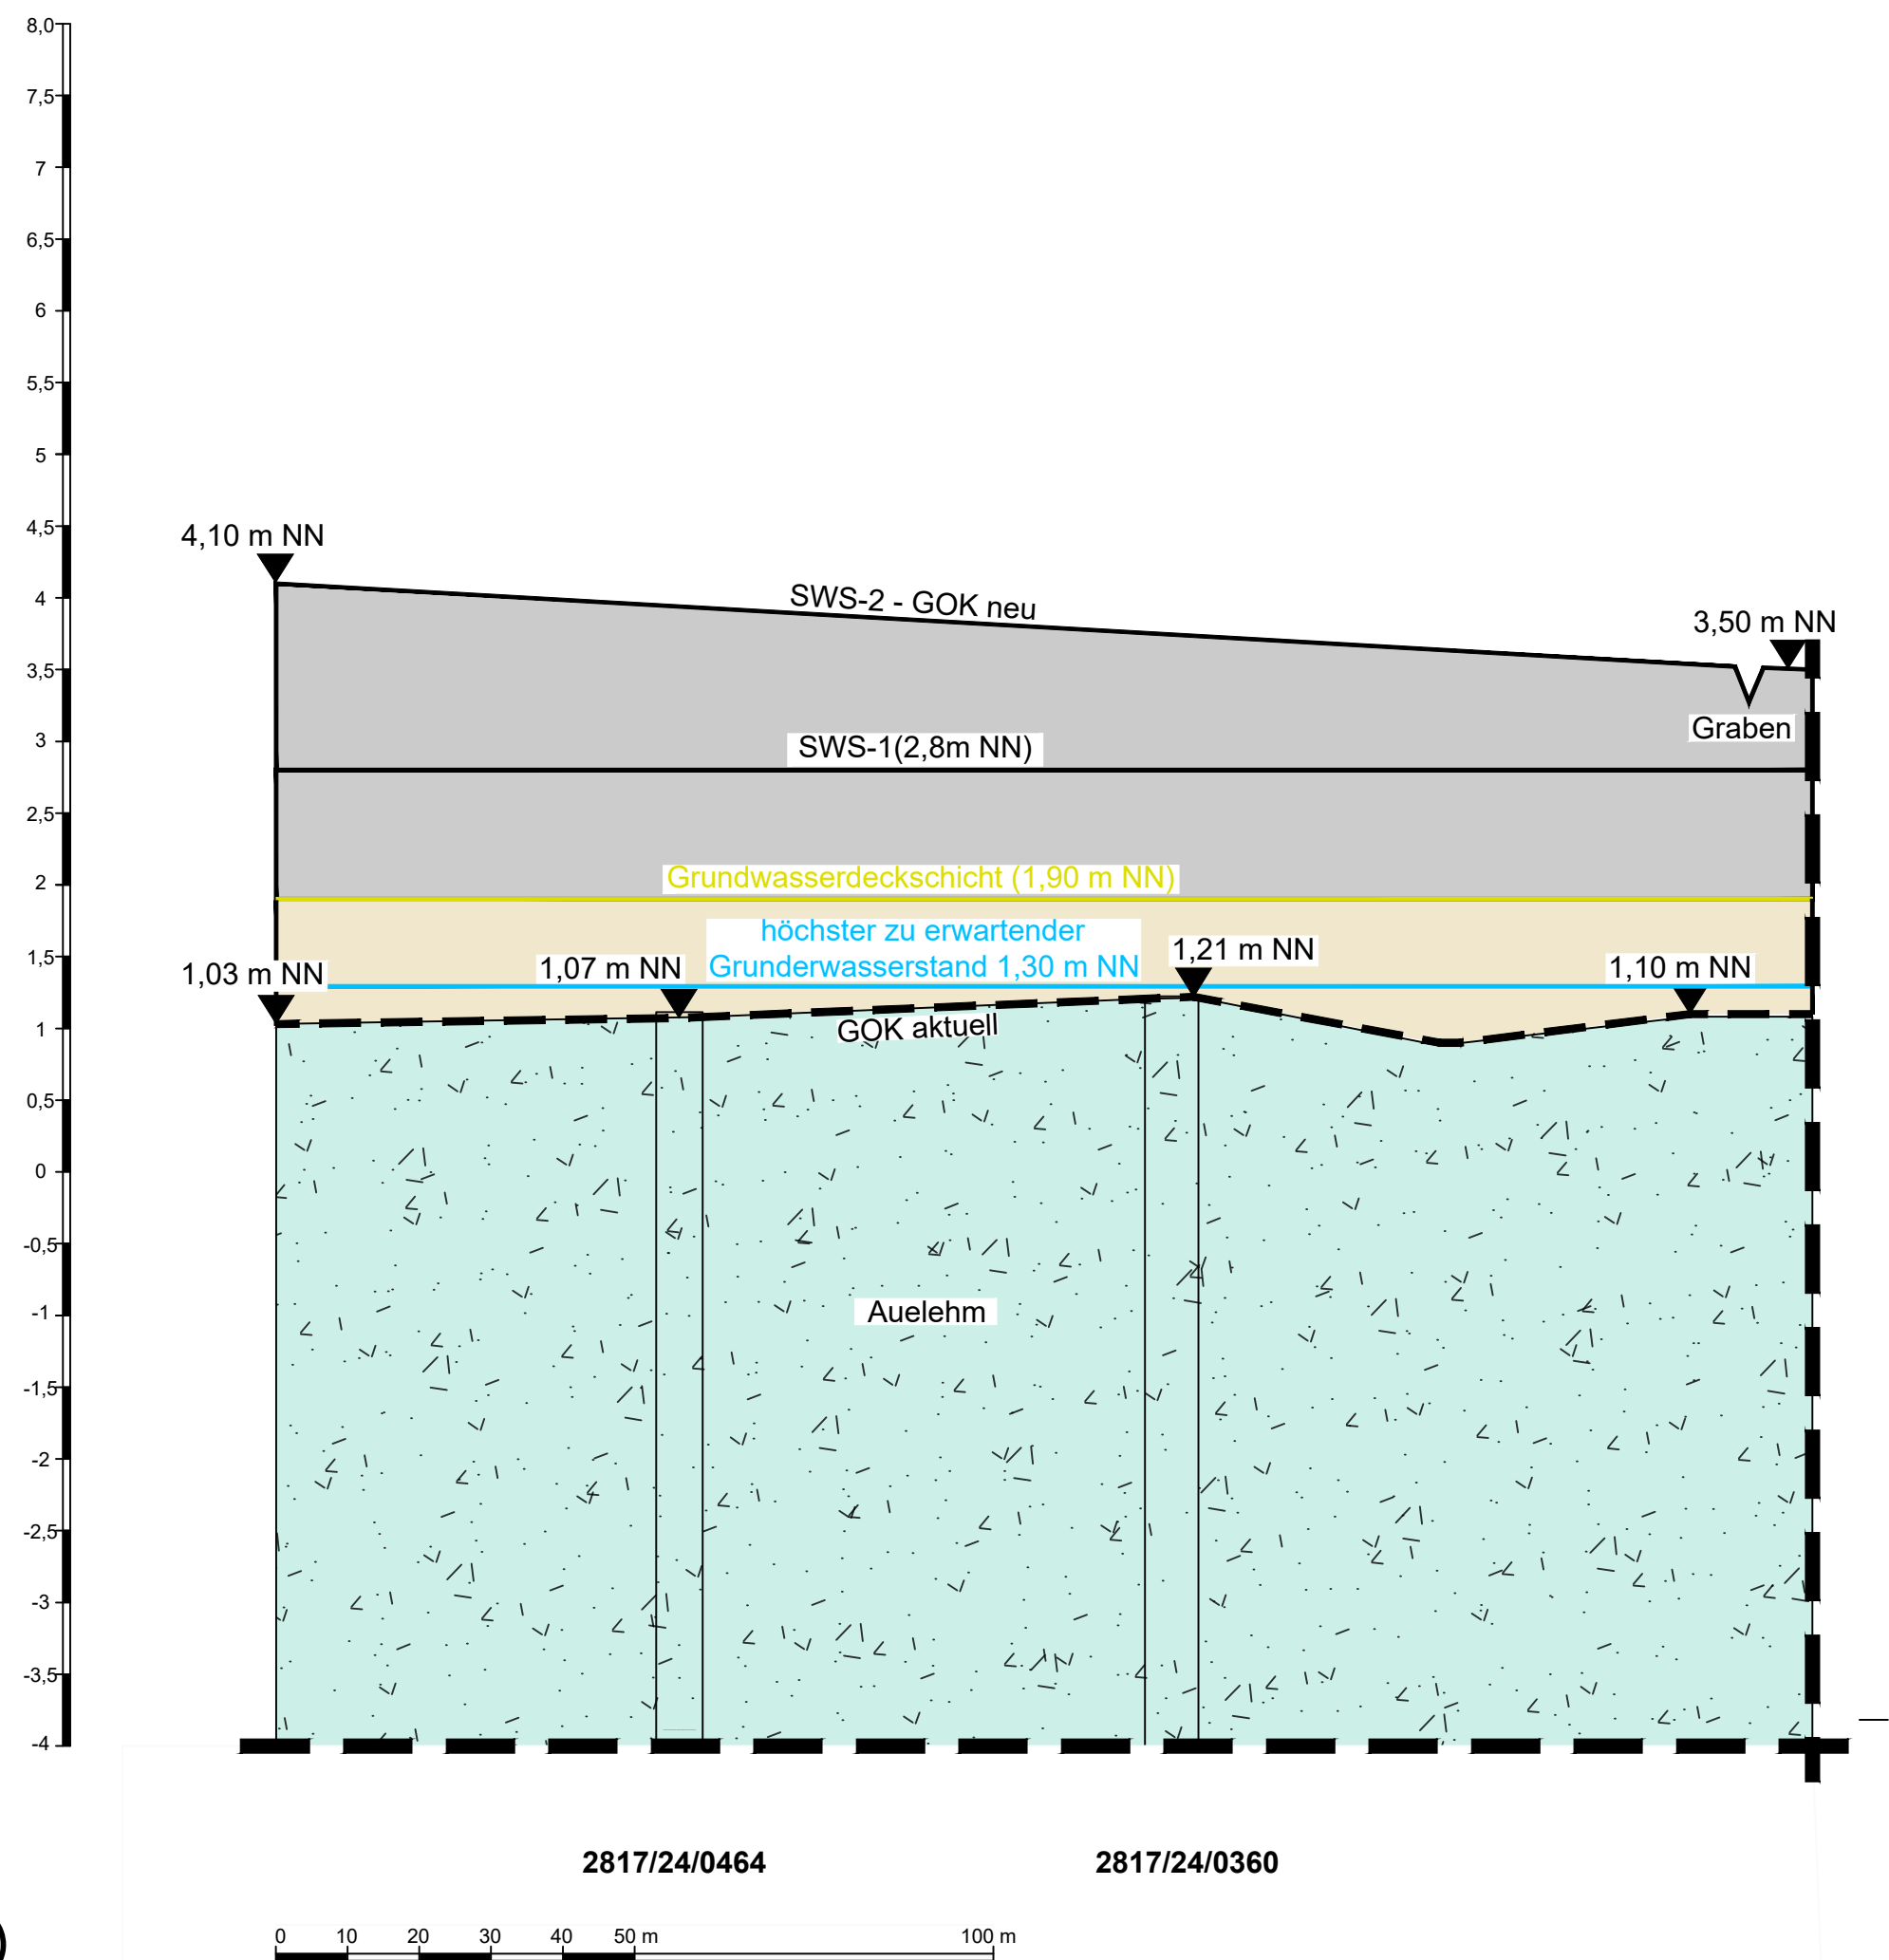 8,0
7,5
7
6,5
6
5,5
5
4,5
4
3,5
3
2,5
2
1,5
1
0,5
0
-0,5
-1
-1,5
-2
-2,5
-3
-3,5
-4
4,10 m NN
SWS-2 - GOK neu
3,50 m NN
Graben
SWS-1(2,8m NN)
Grundwasserdeckschicht (1,90 m NN)
höchster zu erwartender
Grunderwasserstand 1,30 m NN
1,03 m NN
1,07 m NN
1,21 m NN
1,10 m NN
GOK aktuell
Auelehm
2817/24/0464
2817/24/0360
0 10 20 30 40 50 m 100 m